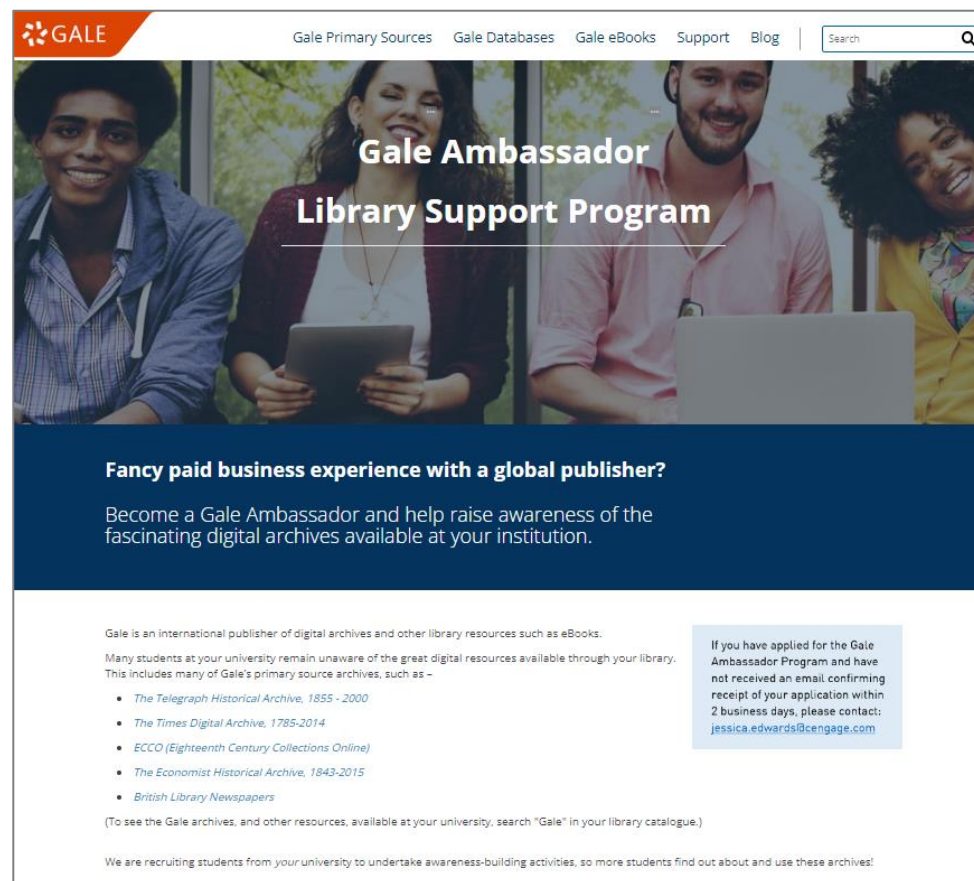 GALE
Gale Primary Sources Gale Databases Gale eBooks Support Blog Search
Gale Ambassador
Library Support Program
Fancy paid business experience with a global publisher?
Become a Gale Ambassador and help raise awareness of the
fascinating digital archives available at your institution.
Gale is an international publisher of digital archives and other library resources such as eBooks.
Many students at your university remain unaware of the great digital resources available through your library.
This includes many of Gale's primary source archives, such as –
• The Telegraph Historical Archive, 1855 - 2000
• The Times Digital Archive, 1785-2014
• ECCO (Eighteenth Century Collections Online)
• The Economist Historical Archive, 1843-2015
• British Library Newspapers
(To see the Gale archives, and other resources, available at your university, search "Gale" in your library catalogue.)
We are recruiting students from your university to undertake awareness-building activities, so more students find out about and use these archives!
If you have applied for the Gale
Ambassador Program and have
not received an email confirming
receipt of your application within
2 business days, please contact:
jessica.edwards@cengage.com